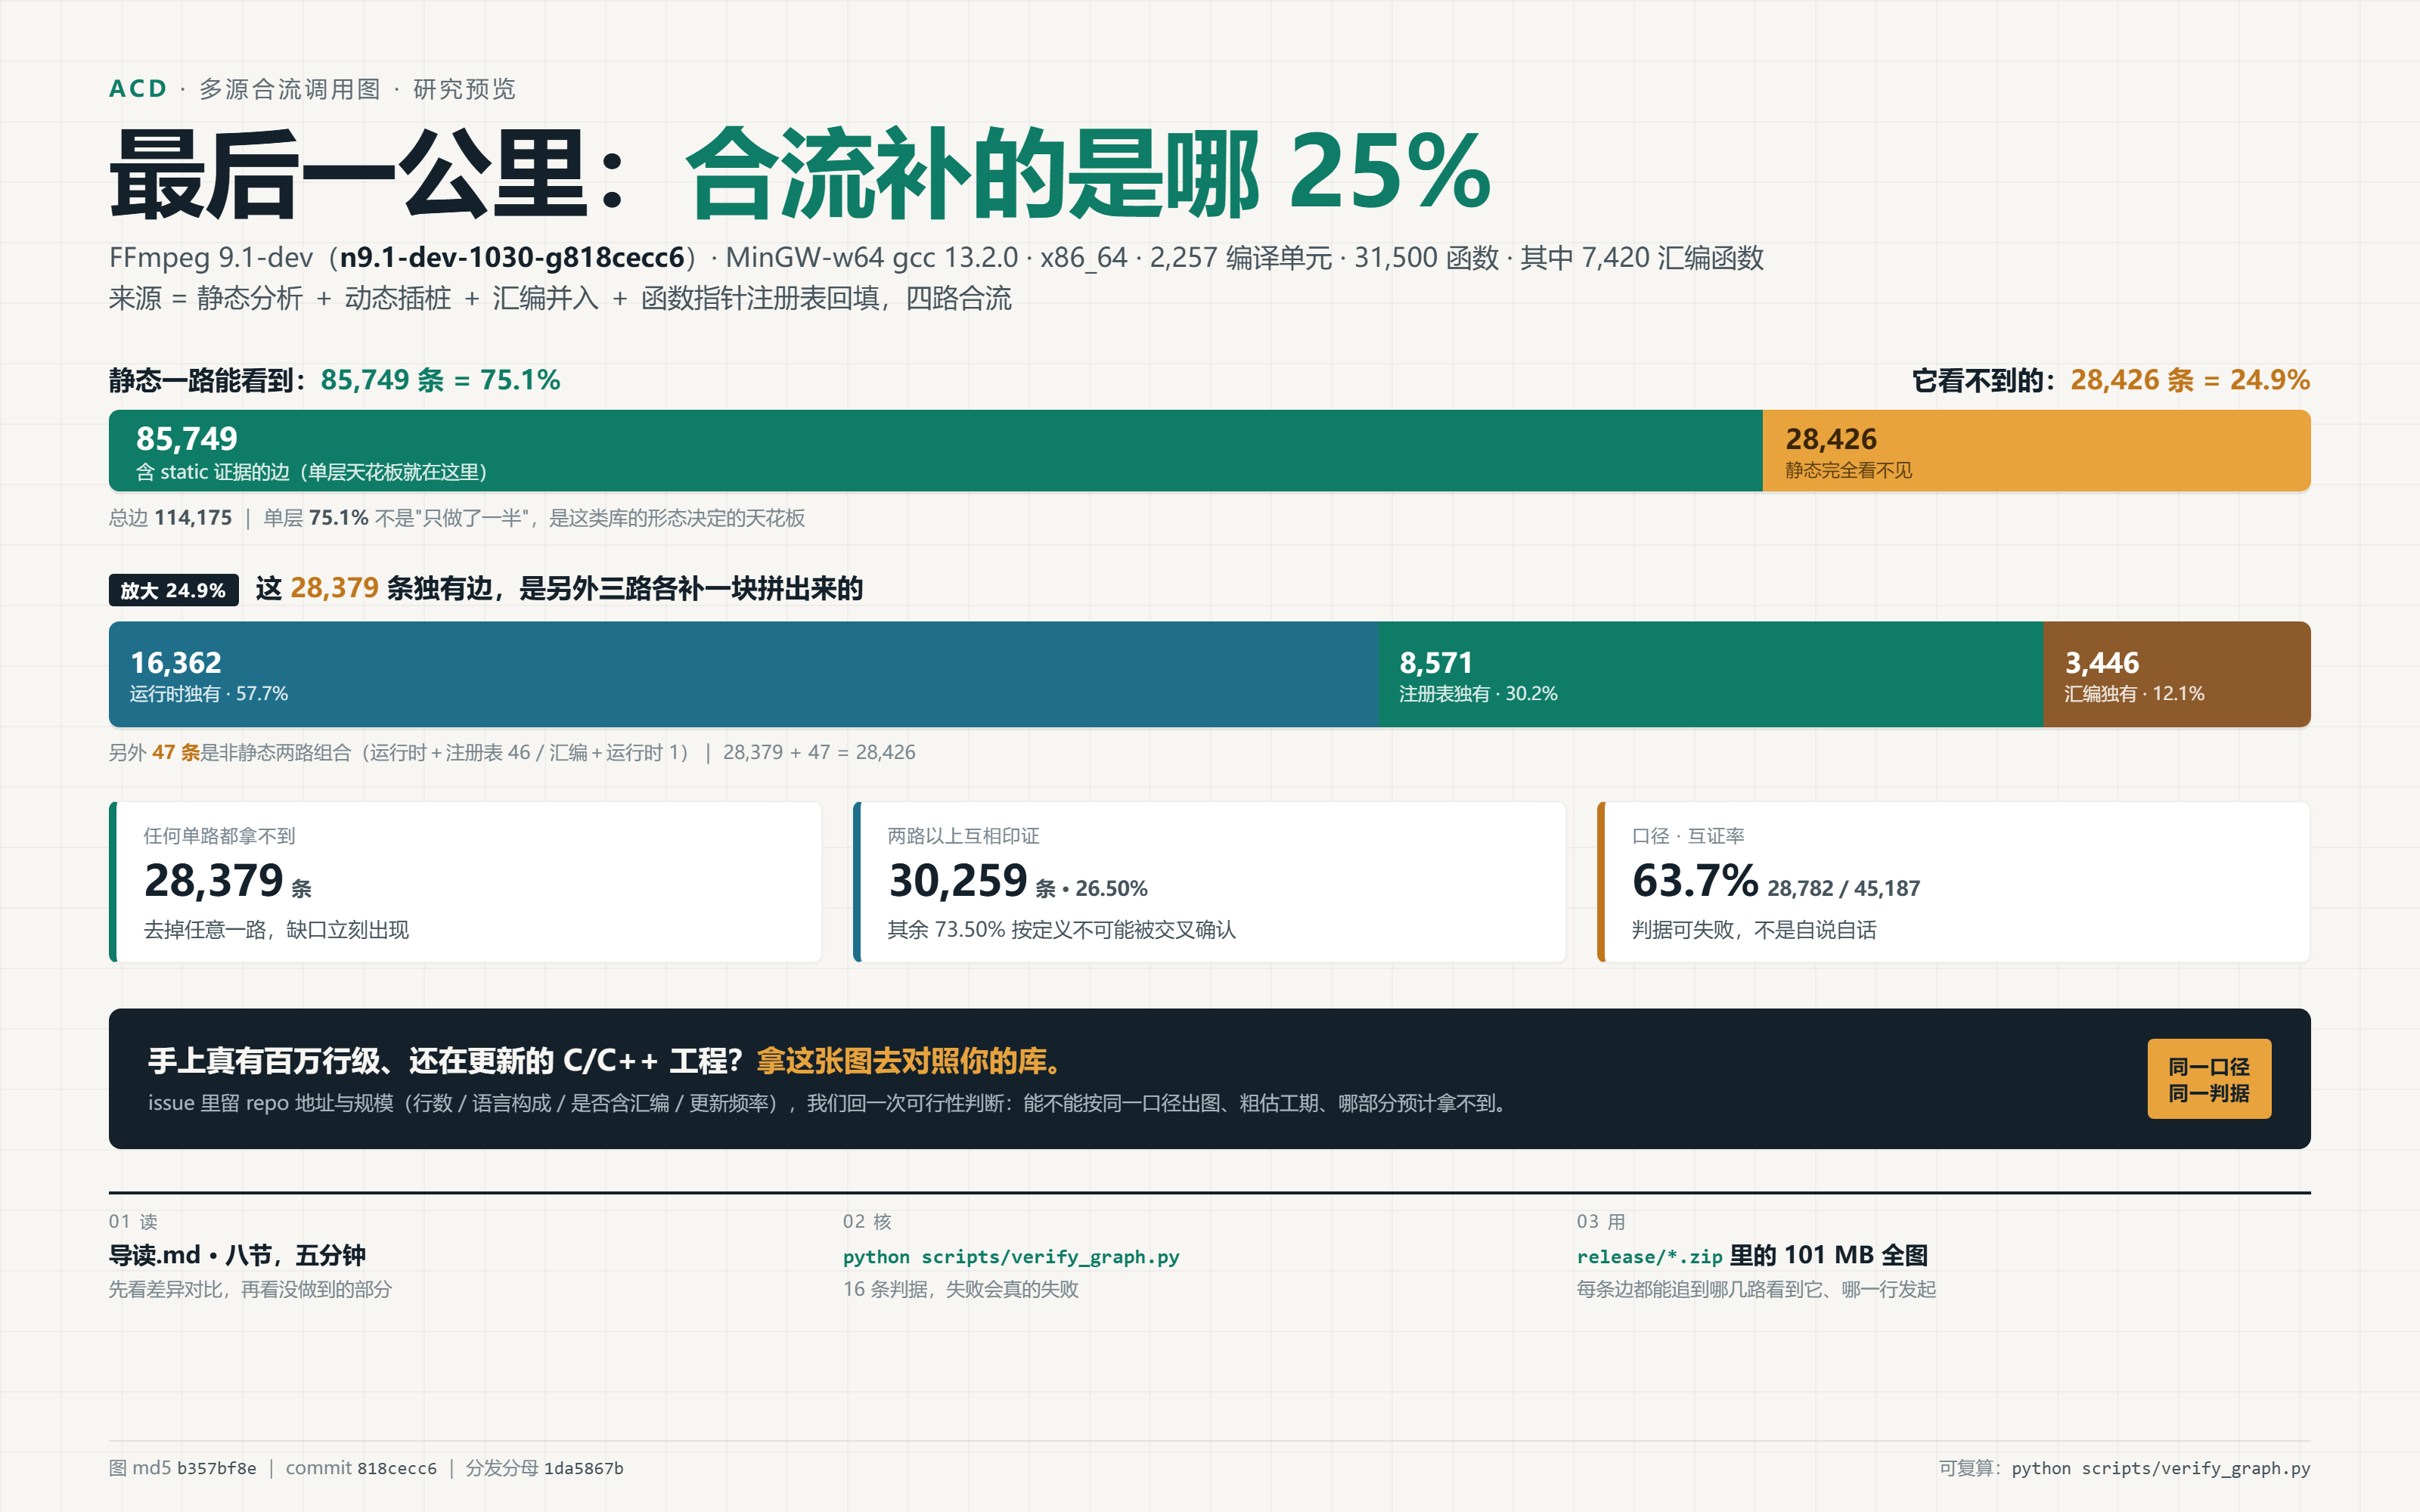 ACD · 多源合流调用图 · 研究预览
最后一公里：合流补的是哪 25%
FFmpeg 9.1-dev（n9.1-dev-1030-g818cecc6）· MinGW-w64 gcc 13.2.0 · x86_64 · 2,257 编译单元 · 31,500 函数 · 其中 7,420 汇编函数
来源 = 静态分析 + 动态插桩 + 汇编并入 + 函数指针注册表回填，四路合流
静态一路能看到：85,749 条 = 75.1%
它看不到的：28,426 条 = 24.9%
85,749
含 static 证据的边（单层天花板就在这里）
28,426
静态完全看不见
总边 114,175 ｜ 单层 75.1% 不是"只做了一半"，是这类库的形态决定的天花板
放大 24.9% 这 28,379 条独有边，是另外三路各补一块拼出来的
16,362
运行时独有 · 57.7%
8,571
注册表独有 · 30.2%
3,446
汇编独有 · 12.1%
另外 47 条是非静态两路组合（运行时＋注册表 46 / 汇编＋运行时 1） ｜ 28,379 + 47 = 28,426
任何单路都拿不到
28,379 条
去掉任意一路，缺口立刻出现
两路以上互相印证
30,259 条 • 26.50%
其余 73.50% 按定义不可能被交叉确认
口径 · 互证率
63.7% 28,782 / 45,187
判据可失败，不是自说自话
手上真有百万行级、还在更新的 C/C++ 工程？拿这张图去对照你的库。
issue 里留 repo 地址与规模（行数 / 语言构成 / 是否含汇编 / 更新频率），我们回一次可行性判断：能不能按同一口径出图、粗估工期、哪部分预计拿不到。
同一口径
同一判据
01 读
导读.md • 八节，五分钟
先看差异对比，再看没做到的部分
02 核
python scripts/verify_graph.py
16 条判据，失败会真的失败
03 用
release/*.zip 里的 101 MB 全图
每条边都能追到哪几路看到它、哪一行发起
图 md5 b357bf8e ｜ commit 818cecc6 ｜ 分发分母 1da5867b
可复算：python scripts/verify_graph.py